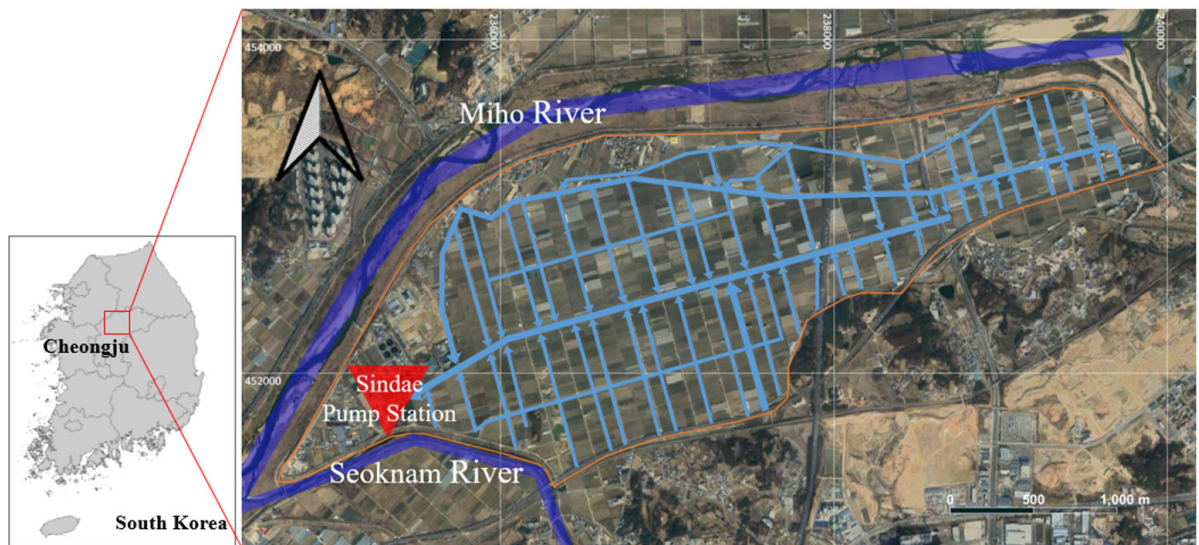 236000
238000
240000
454000
Miho River
Cheongju
452000
Sindae
Pump Station
Seoknam River
0 500 1,000 m
South Korea